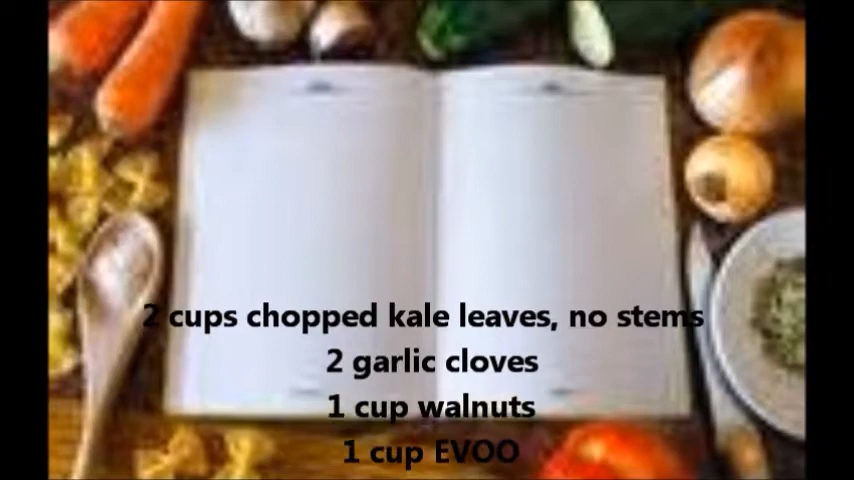 2 cups chopped kale leaves, no stems
2 garlic cloves
1 cup walnuts
1 cup EVOO